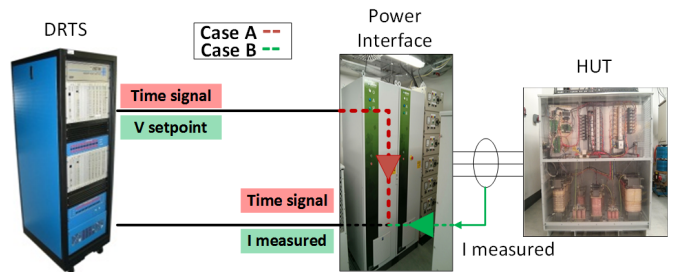 DRTS
Case A
Case B
Power
Interface
HUT
Time signal
V setpoint
Time signal
I measured
I measured